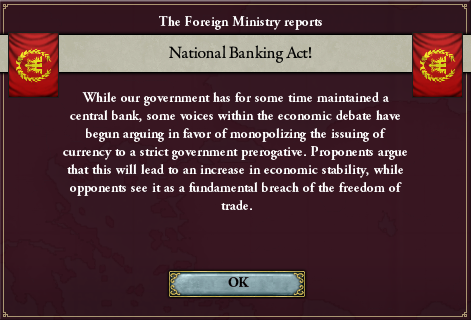 The Foreign Ministry reports
National Banking Act!
While our government has for some time maintained a
central bank, some voices within the economic debate have
begun arguing in favor of monopolizing the issuing of
currency to a strict government prerogative. Proponents argue
that this will lead to an increase in economic stability, while
opponents see it as a fundamental breach of the freedom of
trade.
OK